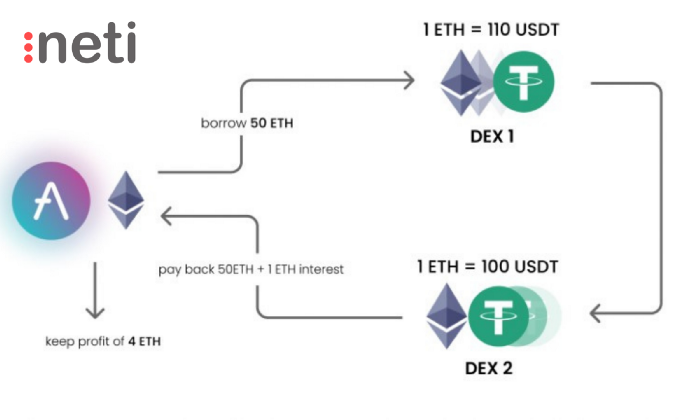 :neti
1 ETH = 110 USDT
borrow 50 ETH
DEX 1
pay back 50ETH + 1 ETH interest
1 ETH = 100 USDT
keep profit of 4 ETH
DEX 2